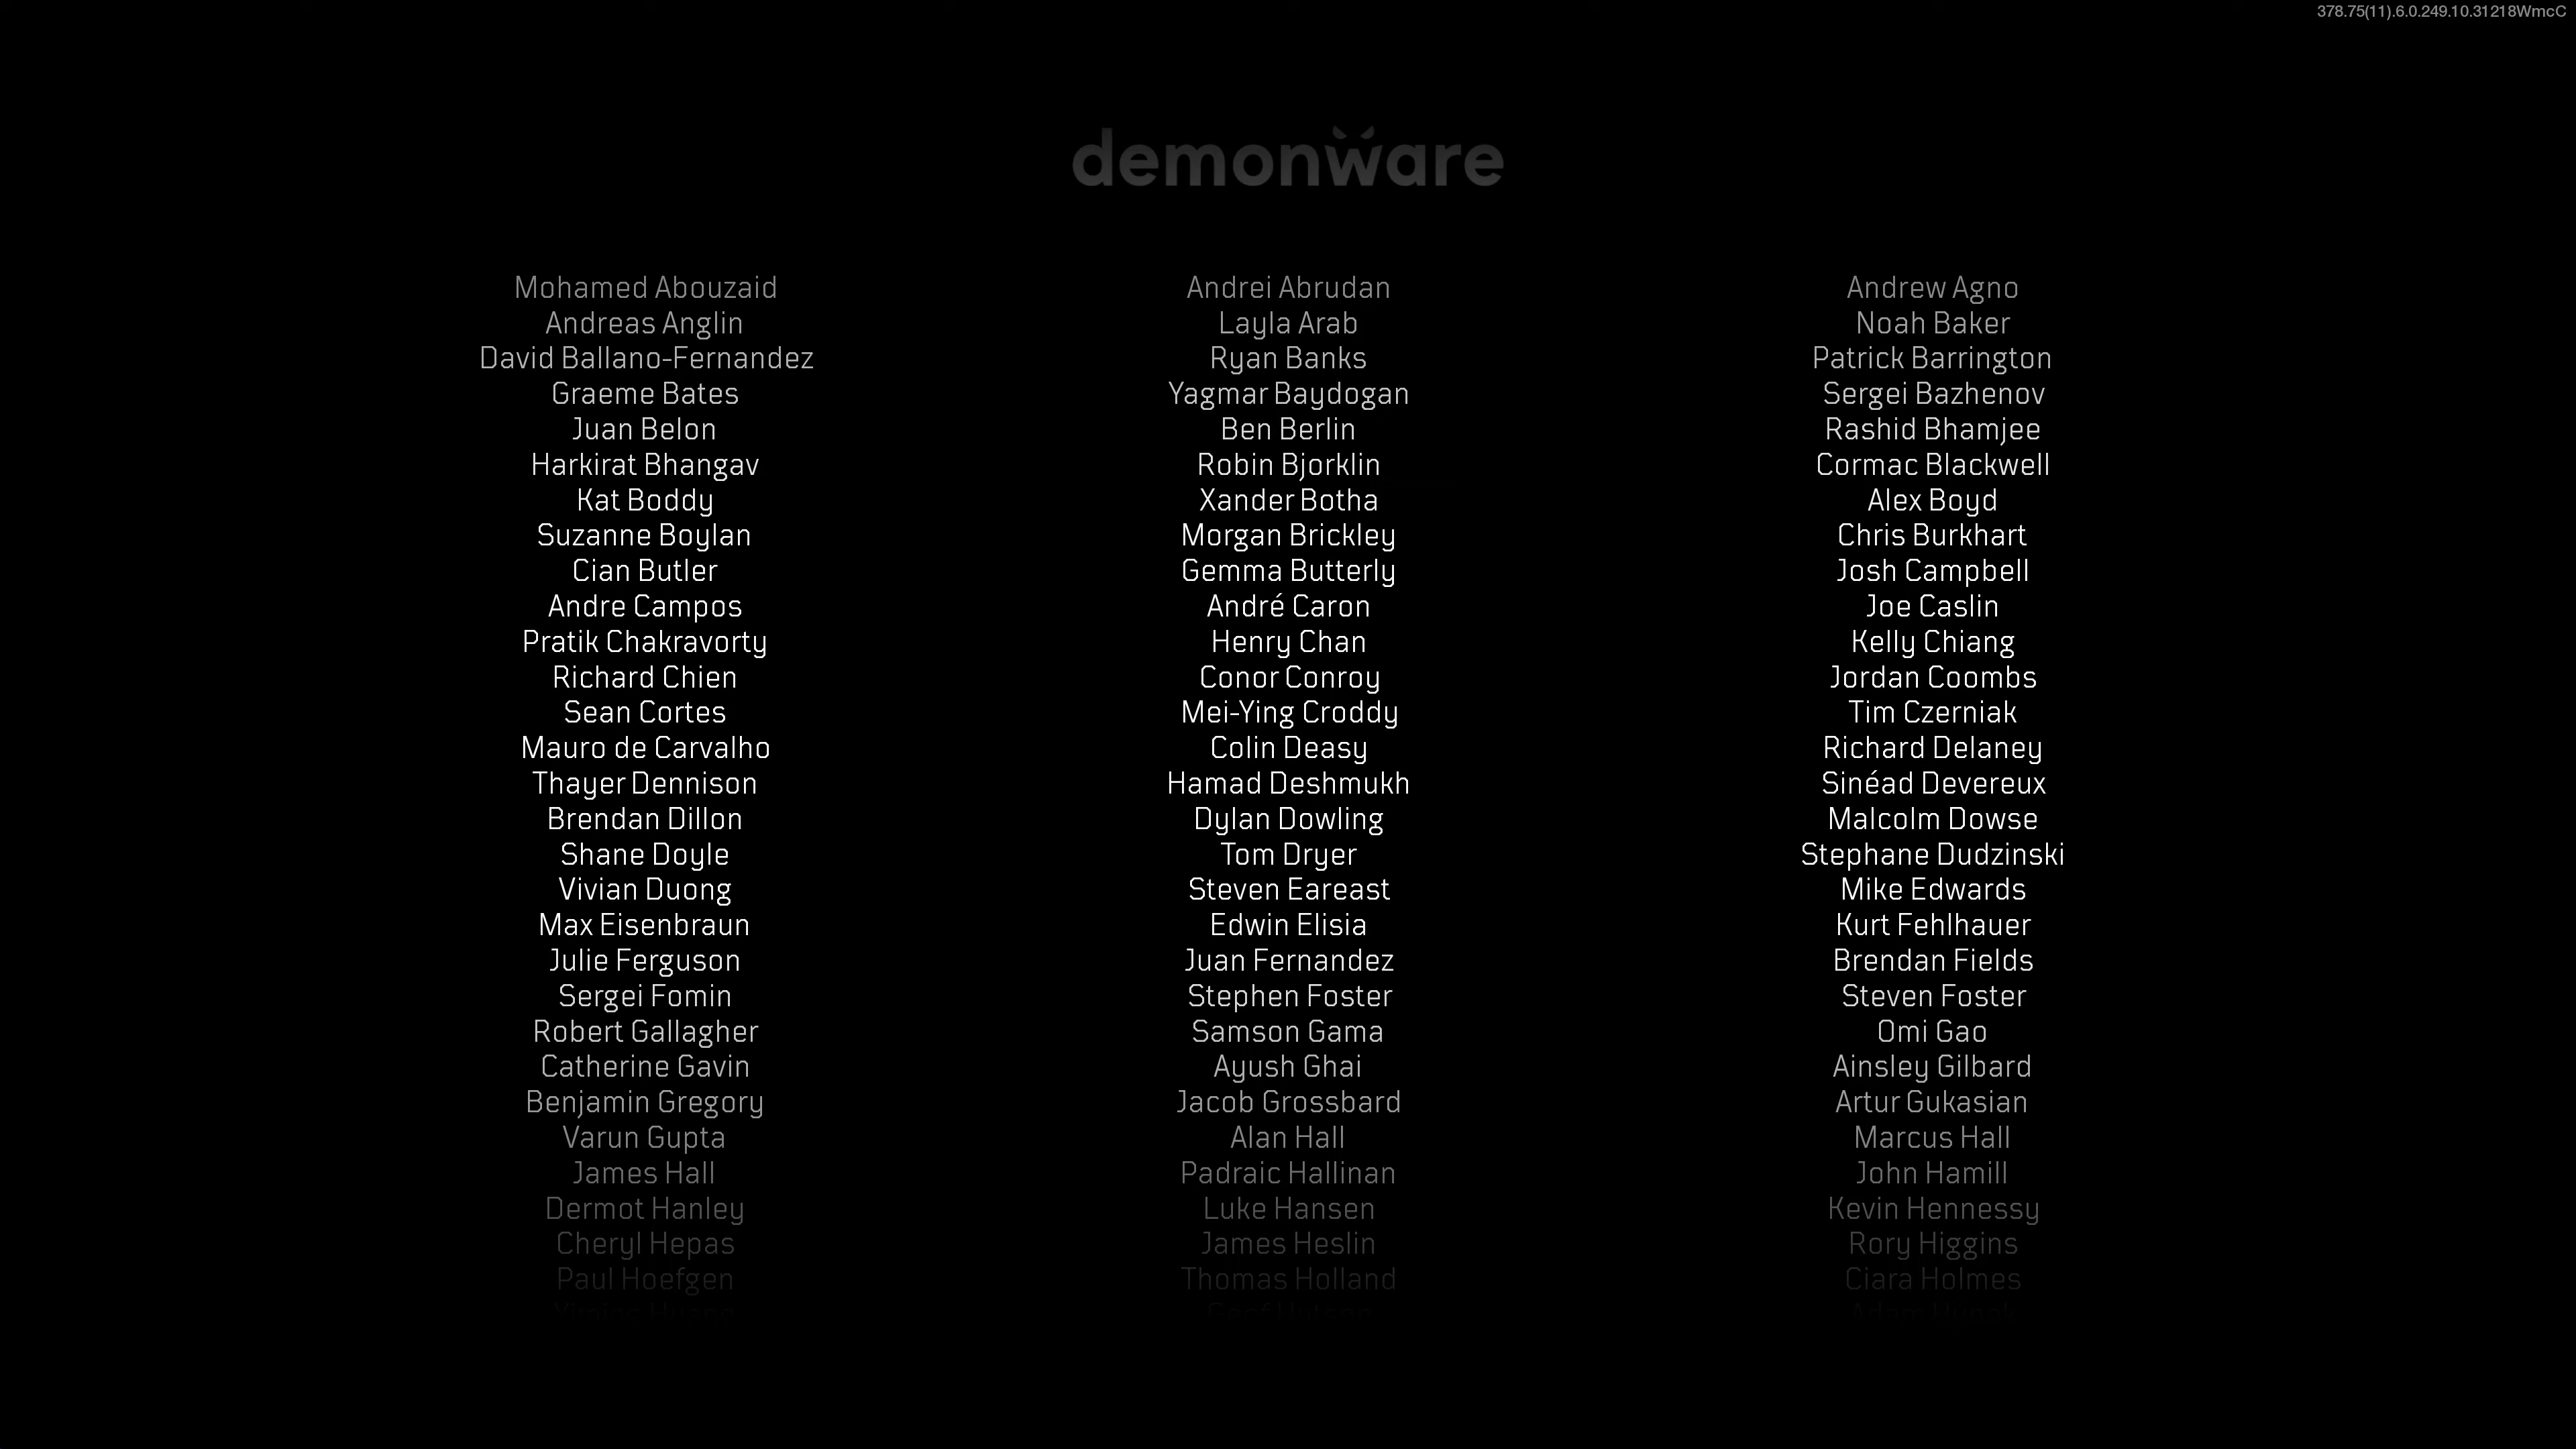 378.75(11).6.0.249.10.31218WmcC
demonware
Mohamed Abouzaid Andrei Abrudan Andrew Agno
Andreas Anglin Layla Arab Noah Baker
David Ballano-Fernandez Ryan Banks Patrick Barrington
Graeme Bates Yagmar Baydogan Sergei Bazhenov
Juan Belon Ben Berlin Rashid Bhamjee
Harkirat Bhangav Robin Bjorklin Cormac Blackwell
Kat Boddy Xander Botha Alex Boyd
Suzanne Boylan Morgan Brickley Chris Burkhart
Cian Butler Gemma Butterly Josh Campbell
Andre Campos André Caron Joe Caslin
Pratik Chakravorty Henry Chan Kelly Chiang
Richard Chien Conor Conroy Jordan Coombs
Sean Cortes Mei-Ying Croddy Tim Czerniak
Mauro de Carvalho Colin Deasy Richard Delaney
Thayer Dennison Hamad Deshmukh Sinéad Devereux
Brendan Dillon Dylan Dowling Malcolm Dowse
Shane Doyle Tom Dryer Stephane Dudzinski
Vivian Duong Steven Eareast Mike Edwards
Max Eisenbraun Edwin Elisia Kurt Fehlhauer
Julie Ferguson Juan Fernandez Brendan Fields
Sergei Fomin Stephen Foster Steven Foster
Robert Gallagher Samson Gama Omi Gao
Catherine Gavin Ayush Ghai Ainsley Gilbard
Benjamin Gregory Jacob Grossbard Artur Gukasian
Varun Gupta Alan Hall Marcus Hall
James Hall Padraic Hallinan John Hamill
Dermot Hanley Luke Hansen Kevin Hennessy
Cheryl Hepas James Heslin Rory Higgins
Paul Hoefgen Thomas Holland Ciara Holmes
Adam